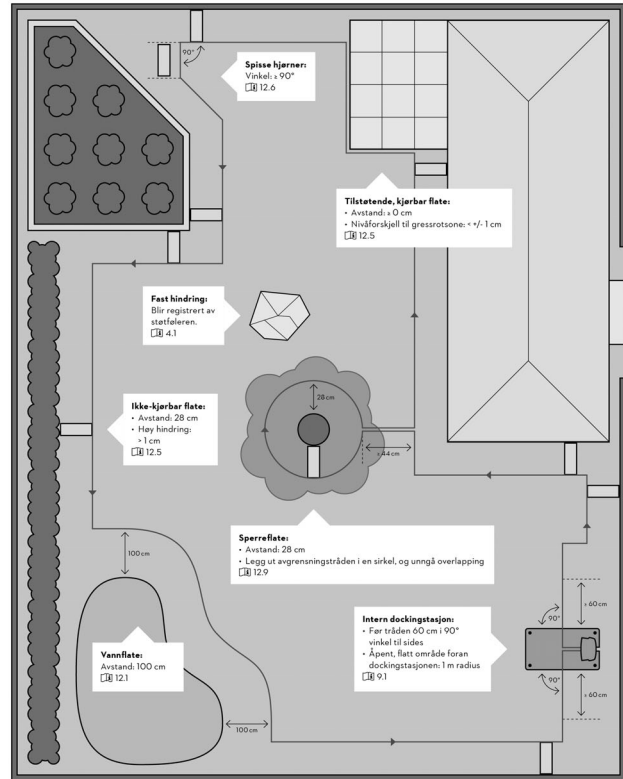 90°
Spisse hjørner:
Vinkel: ≥ 90°
12.6
Tilstøtende, kjørbar flate:
• Avstand: ≥ 0 cm
• Nivåforskjell til gressrotsone: < +/- 1 cm
12.5
Fast hindring:
Blir registrert av
støtføleren.
4.1
28 cm
Ikke-kjørbar flate:
• Avstand: 28 cm
• Høy hindring:
> 1 cm
12.5
≥ 44 cm
100 cm
Sperreflate:
• Avstand: 28 cm
• Legg ut avgrensningstråden i en sirkel, og unngå overlapping
12.9
Intern dockingstasjon:
• Før tråden 60 cm i 90°
vinkel til sides
• Åpent, flatt område foran
dockingstasjonen: 1 m radius
9.1
≥ 60 cm
90°
90°
≥ 60 cm
Vannflate:
Avstand: 100 cm
12.1
100 cm